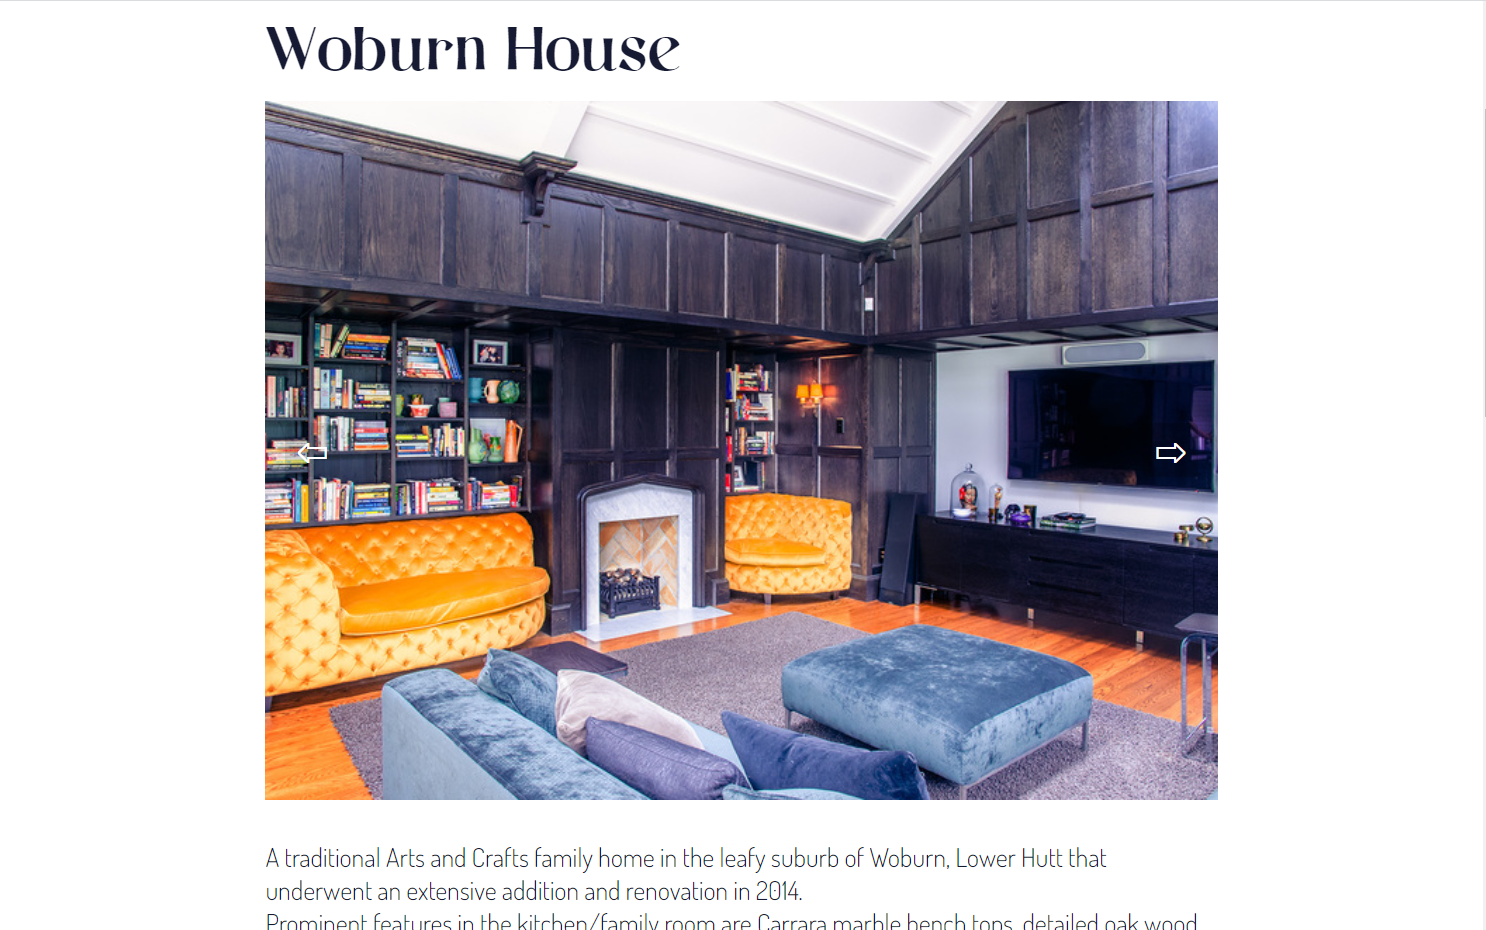 Woburn House
A traditional Arts and Crafts family home in the leafy suburb of Woburn, Lower Hutt that
underwent an extensive addition and renovation in 2014.
Prominent features in the kitchen/family room are Carrara marble bench tops, detailed oak wood